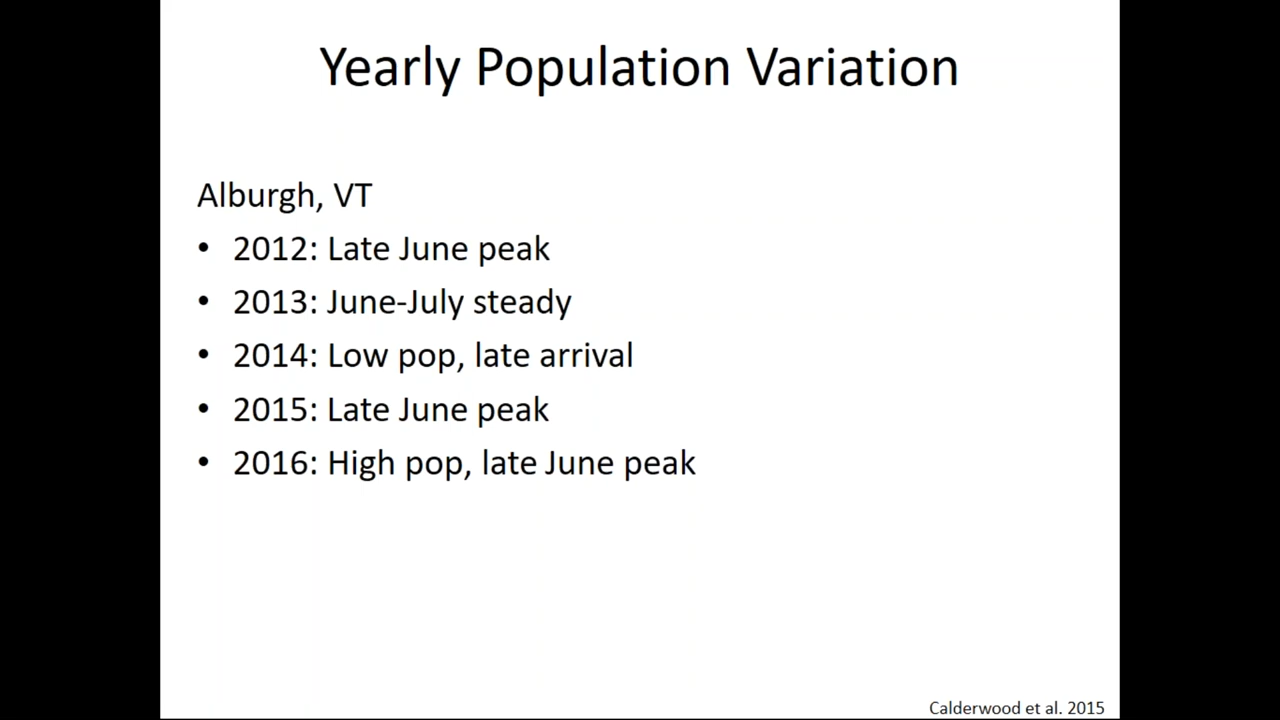 Yearly Population Variation
Alburgh, VT
• 2012: Late June peak
• 2013: June-July steady
• 2014: Low pop, late arrival
• 2015: Late June peak
• 2016: High pop, late June peak
Calderwood et al. 2015